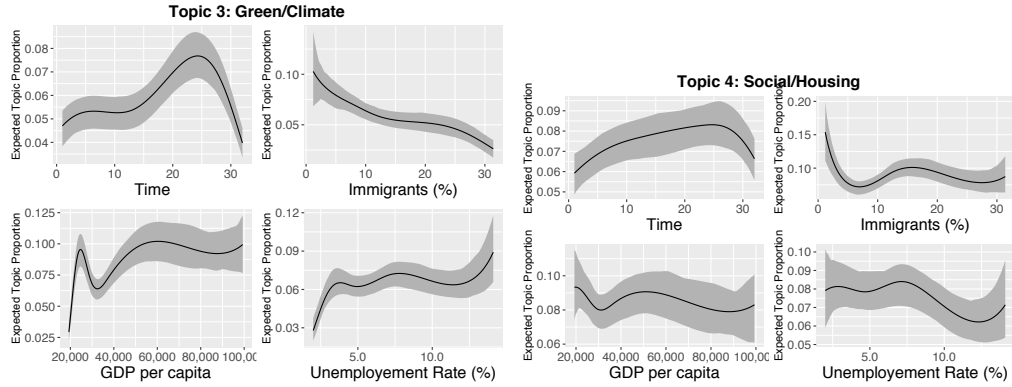 Topic 3: Green/Climate
Expected Topic Proportion
0.08
0.07
0.06
0.05
0.04
0 10 20 30
Time
Expected Topic Proportion
0.10
0.05
0 10 20 30
Immigrants (%)
Expected Topic Proportion
0.125
0.100
0.075
0.050
0.025
20,000 40,000 60,000 80,000 100,00
GDP per capita
Expected Topic Proportion
0.12
0.09
0.06
0.03
5.0 10.0
Unemployement Rate (%)
Topic 4: Social/Housing
Expected Topic Proportion
0.09
0.08
0.07
0.06
0.05
0 10 20 30
Time
Expected Topic Proportion
0.20
0.15
0.10
0 10 20 30
Immigrants (%)
Expected Topic Proportion
0.10
0.08
0.06
20,000 40,000 60,000 80,000 100,00
GDP per capita
Expected Topic Proportion
0.10
0.09
0.08
0.07
0.06
0.05
5.0 10.0
Unemployement Rate (%)